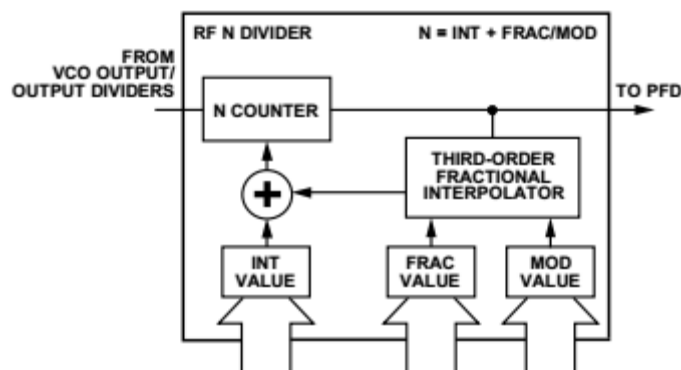 RF N DIVIDER
N = INT + FRAC/MOD
FROM
VCO OUTPUT/
OUTPUT DIVIDERS
N COUNTER
TO PFD
THIRD-ORDER
FRACTIONAL
INTERPOLATOR
+
INT
VALUE
FRAC
VALUE
MOD
VALUE